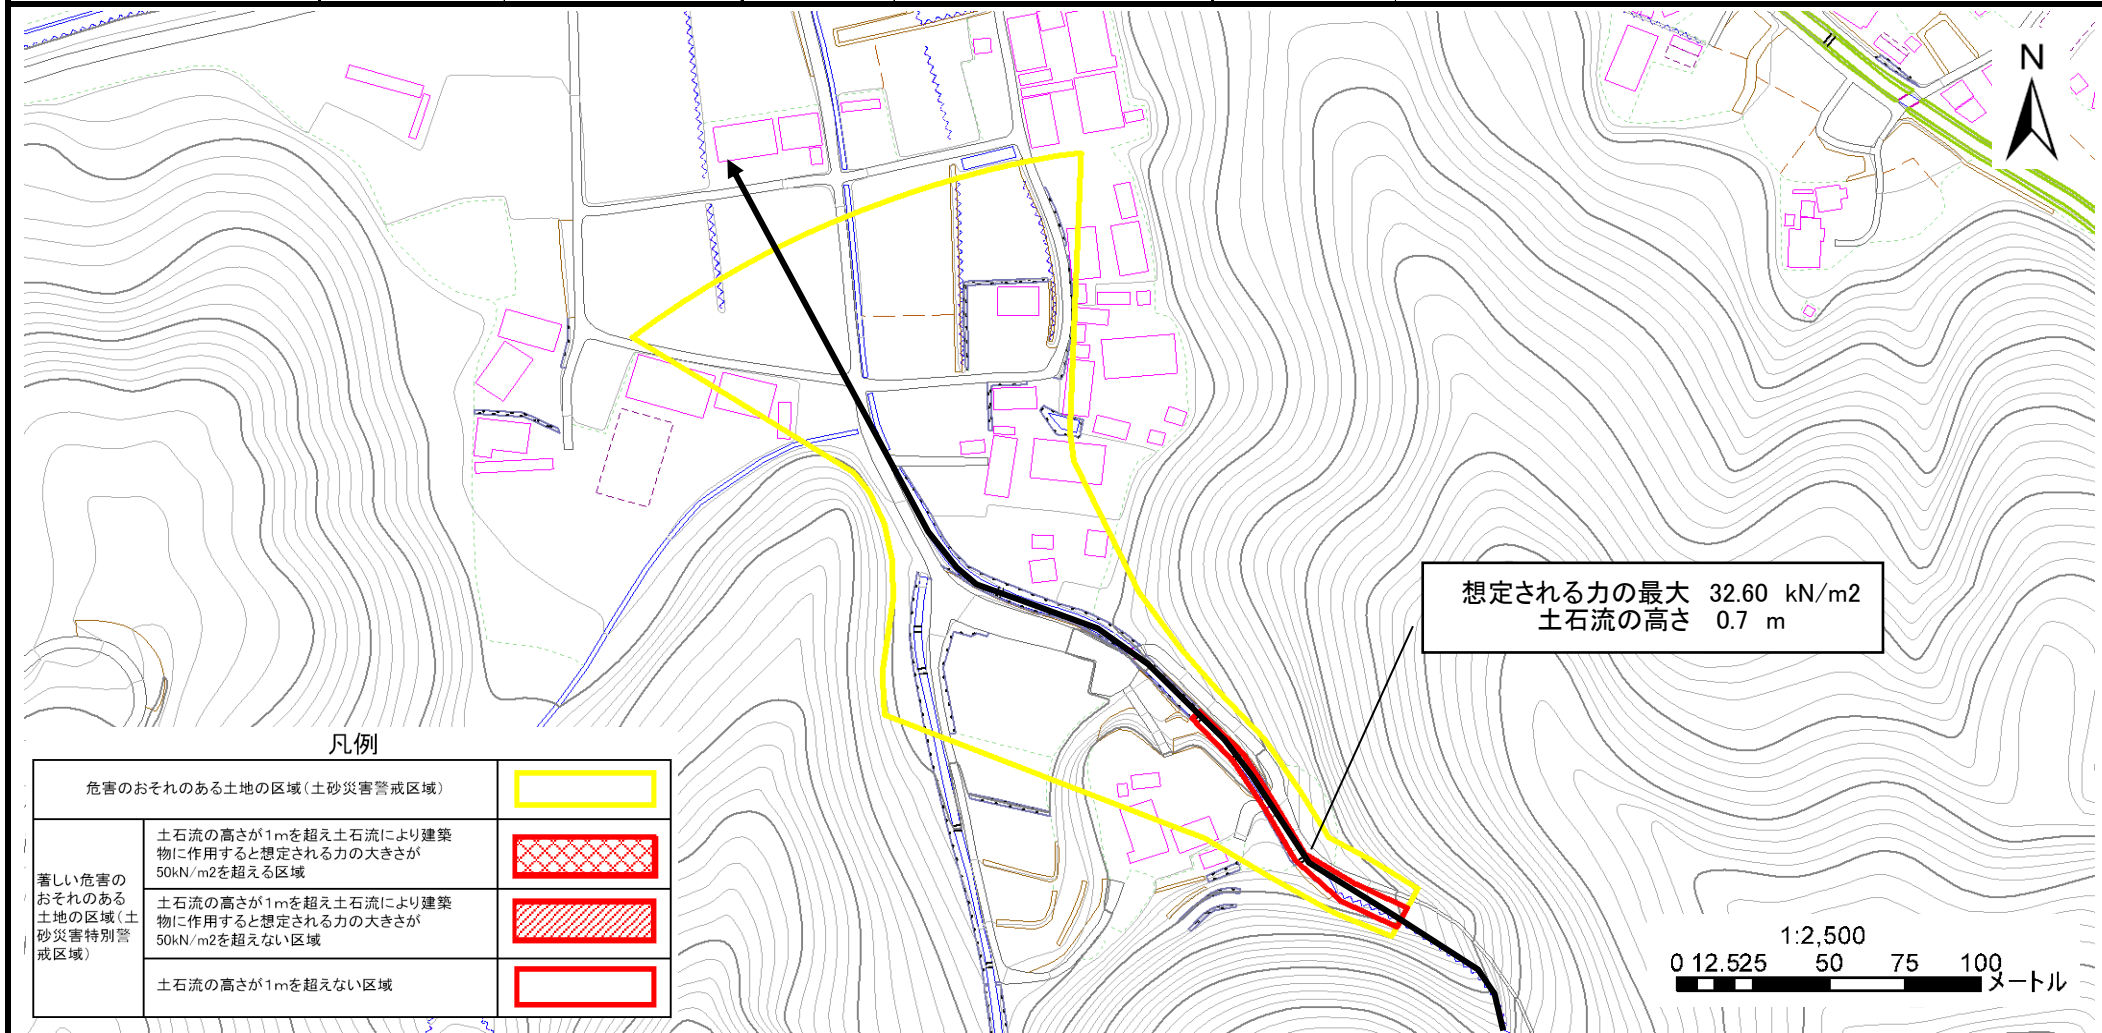 N
想定される力の最大 32.60 kN/m2
土石流の高さ 0.7 m
凡例
危害のおそれのある土地の区域(土砂災害警戒区域)
著しい危害の
おそれのある
土地の区域(土
砂災害特別警
戒区域)
土石流の高さが1mを超え土石流により建築
物に作用すると想定される力の大きさが
50kN/m2を超える区域
土石流の高さが1mを超え土石流により建築
物に作用すると想定される力の大きさが
50kN/m2を超えない区域
土石流の高さが1mを超えない区域
1:2,500
0 12.525 50 75 100
メートル